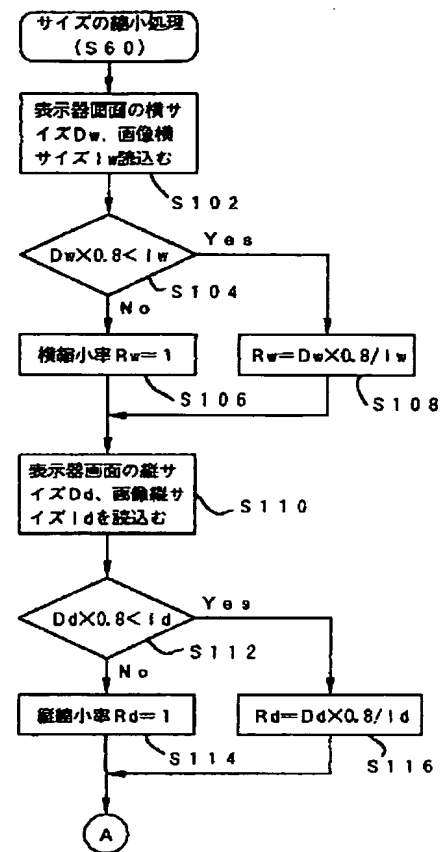 サイズの縮小処理
(S60)
表示器画面の横サ
イズDw、画像横
サイズIw読込む
S102
Dw×0.8<Iw
Yes
S104
No
横縮小率Rw=1
Rw=Dw×0.8/Iw
S106
S108
表示器画面の縦サ
イズDd、画像縦サ
イズIdを読込む
S110
Dd×0.8<Id
Yes
S112
No
縦縮小率Rd=1
Rd=Dd×0.8/Id
S114
S116
A